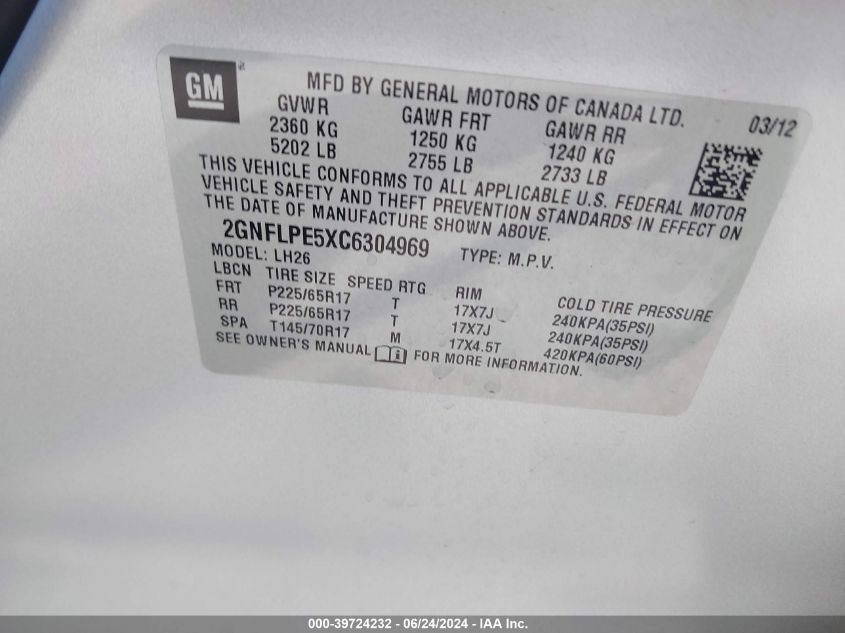 GM
MFD BY GENERAL MOTORS OF CANADA LTD. 03/12
GVWR GAWR FRT GAWR RR
2360 KG 1250 KG 1240 KG
5202 LB 2755 LB 2733 LB
THIS VEHICLE CONFORMS TO ALL APPLICABLE U.S. FEDERAL MOTOR
VEHICLE SAFETY AND THEFT PREVENTION STANDARDS IN EFFECT ON
THE DATE OF MANUFACTURE SHOWN ABOVE.
2GNFLPE5XC6304969 TYPE: M.P.V.
MODEL: LH26
LBCN TIRE SIZE SPEED RTG RIM COLD TIRE PRESSURE
FRT P225/65R17 T 17X7J 240KPA(35PSI)
RR P225/65R17 T 17X7J 240KPA(35PSI)
SPA T145/70R17 M 17X4.5T 420KPA(60PSI)
SEE OWNER'S MANUAL FOR MORE INFORMATION.
000-39724232 - 06/24/2024 - IAA Inc.